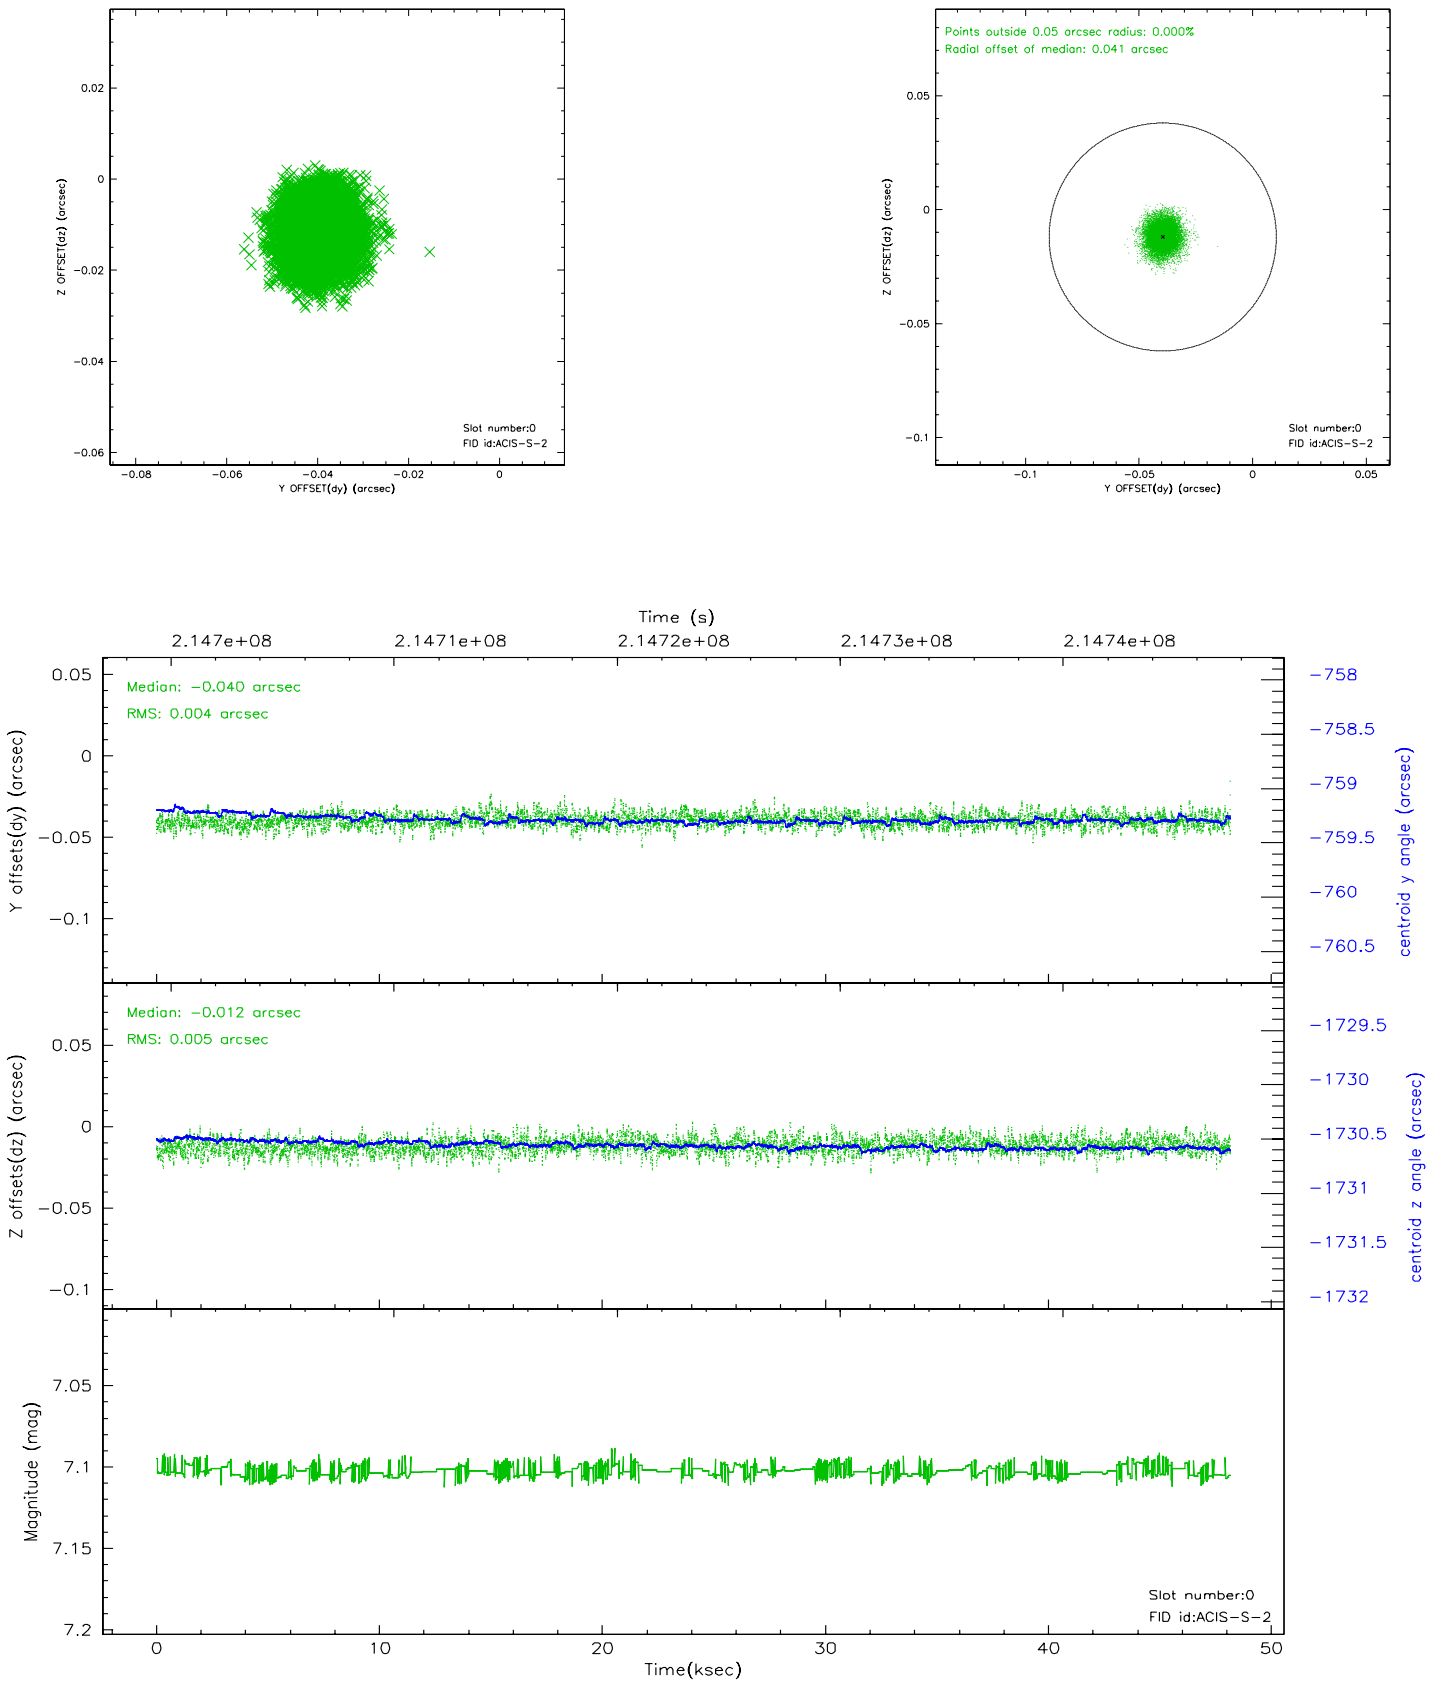 0.02
0
−0.02
−0.04
−0.06
Z OFFSET(dz) (arcsec)
Slot number:0
FID id:ACIS−S−2
−0.08 −0.06 −0.04 −0.02 0
Y OFFSET(dy) (arcsec)
Points outside 0.05 arcsec radius: 0.000%
Radial offset of median: 0.041 arcsec
0.05
0
−0.05
−0.1
Z OFFSET(dz) (arcsec)
Slot number:0
FID id:ACIS−S−2
−0.1 −0.05 0 0.05
Y OFFSET(dy) (arcsec)
Time (s)
2.147e+08 2.1471e+08 2.1472e+08 2.1473e+08 2.1474e+08
Median: −0.040 arcsec
RMS: 0.004 arcsec
0.05
0
−0.05
−0.1
Y offsets(dy) (arcsec)
−758
−758.5
−759
−759.5
−760
−760.5
centroid y angle (arcsec)
Median: −0.012 arcsec
RMS: 0.005 arcsec
0.05
0
−0.05
−0.1
Z offsets(dz) (arcsec)
−1729.5
−1730
−1730.5
−1731
−1731.5
−1732
centroid z angle (arcsec)
7.05
7.1
7.15
7.2
Magnitude (mag)
Slot number:0
FID id:ACIS−S−2
0 10 20 30 40 50
Time(ksec)